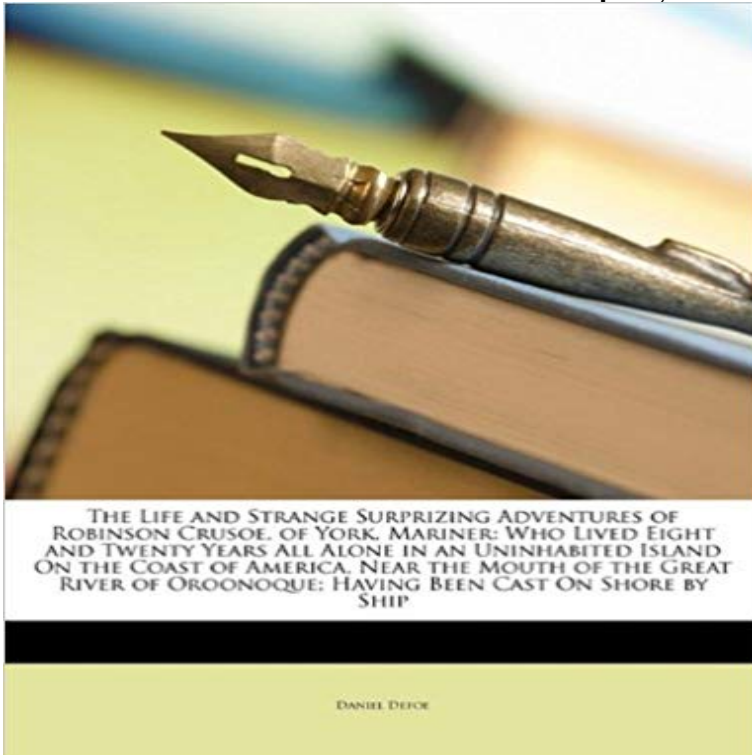 THE LIFE AND STRANGE SURPRIZING ADVENTURES OF
ROBINSON CRUSOE, OF YORK, MARINER: WHO LIVED EIGHT
AND TWENTY YEARS ALL ALONE IN AN UNINHABITED ISLAND
ON THE COAST OF AMERICA, NEAR THE MOUTH OF THE GREAT
RIVER OF OROONOQUE; HAVING BEEN CAST ON SHORE BY
SHIP
DANIEL DEFOE